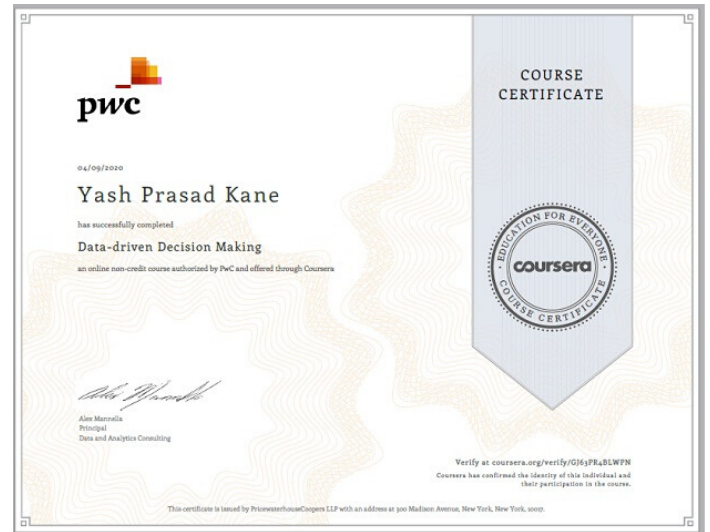 pwc
COURSE
CERTIFICATE
04/09/2020
Yash Prasad Kane
has successfully completed
Data-driven Decision Making
an online non-credit course authorized by PwC and offered through Coursera
EDUCATION FOR EVERYONE
coursera
COURSE CERTIFICATE
Alex Mannella
Principal
Data and Analytics Consulting
Verify at coursera.org/verify/GJ63PR4BLWPN
Coursera has confirmed the identity of this individual and
their participation in the course.
This certificate is issued by PricewaterhouseCoopers LLP with an address at 300 Madison Avenue, New York, New York, 10017.